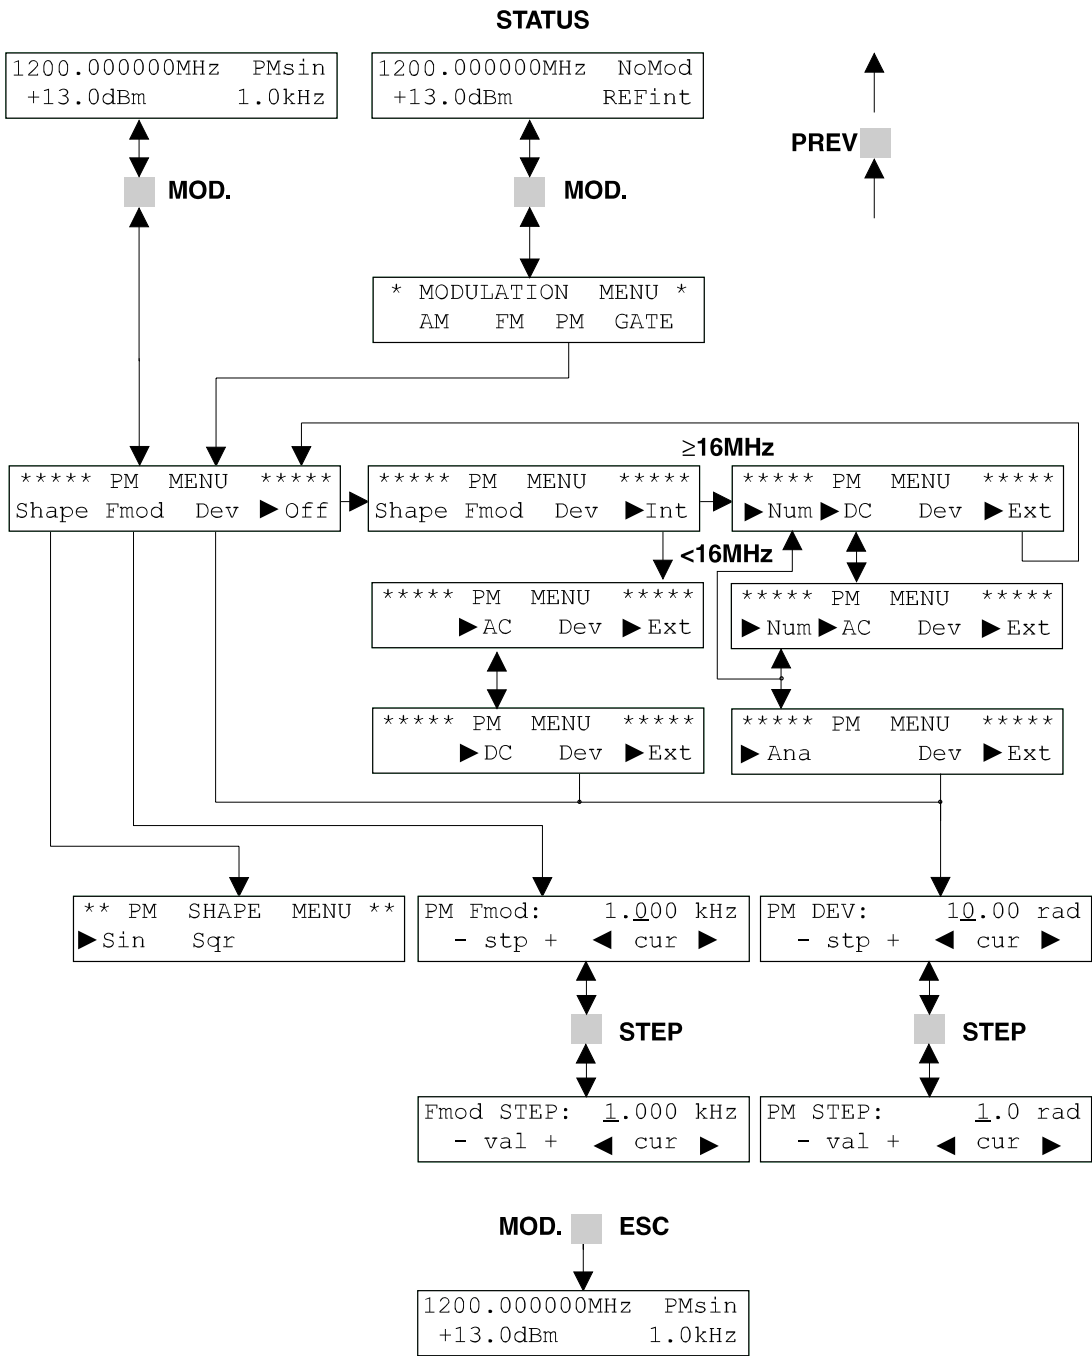 STATUS
1200.000000MHz PMsin
+13.0dBm 1.0kHz
1200.000000MHz NoMod
+13.0dBm REFint
PREV
MOD.
MOD.
* MODULATION MENU *
AM FM PM GATE
≥16MHz
***** PM MENU *****
Shape Fmod Dev ▶Off
***** PM MENU *****
Shape Fmod Dev ▶Int
***** PM MENU *****
▶Num ▶DC Dev ▶Ext
<16MHz
***** PM MENU *****
▶AC Dev ▶Ext
***** PM MENU *****
▶Num ▶AC Dev ▶Ext
***** PM MENU *****
▶DC Dev ▶Ext
***** PM MENU *****
▶Ana Dev ▶Ext
** PM SHAPE MENU **
▶Sin Sqr
PM Fmod: 1.000 kHz
- stp + ◀ cur ▶
PM DEV: 10.00 rad
- stp + ◀ cur ▶
STEP
STEP
Fmod STEP: 1.000 kHz
- val + ◀ cur ▶
PM STEP: 1.0 rad
- val + ◀ cur ▶
MOD. ESC
1200.000000MHz PMsin
+13.0dBm 1.0kHz